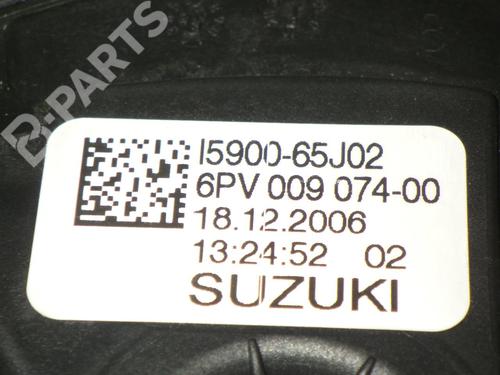 B-PARTS
I5900-65J02
6PV 009 074-00
18.12.2006
13:24:52 02
SUZUKI